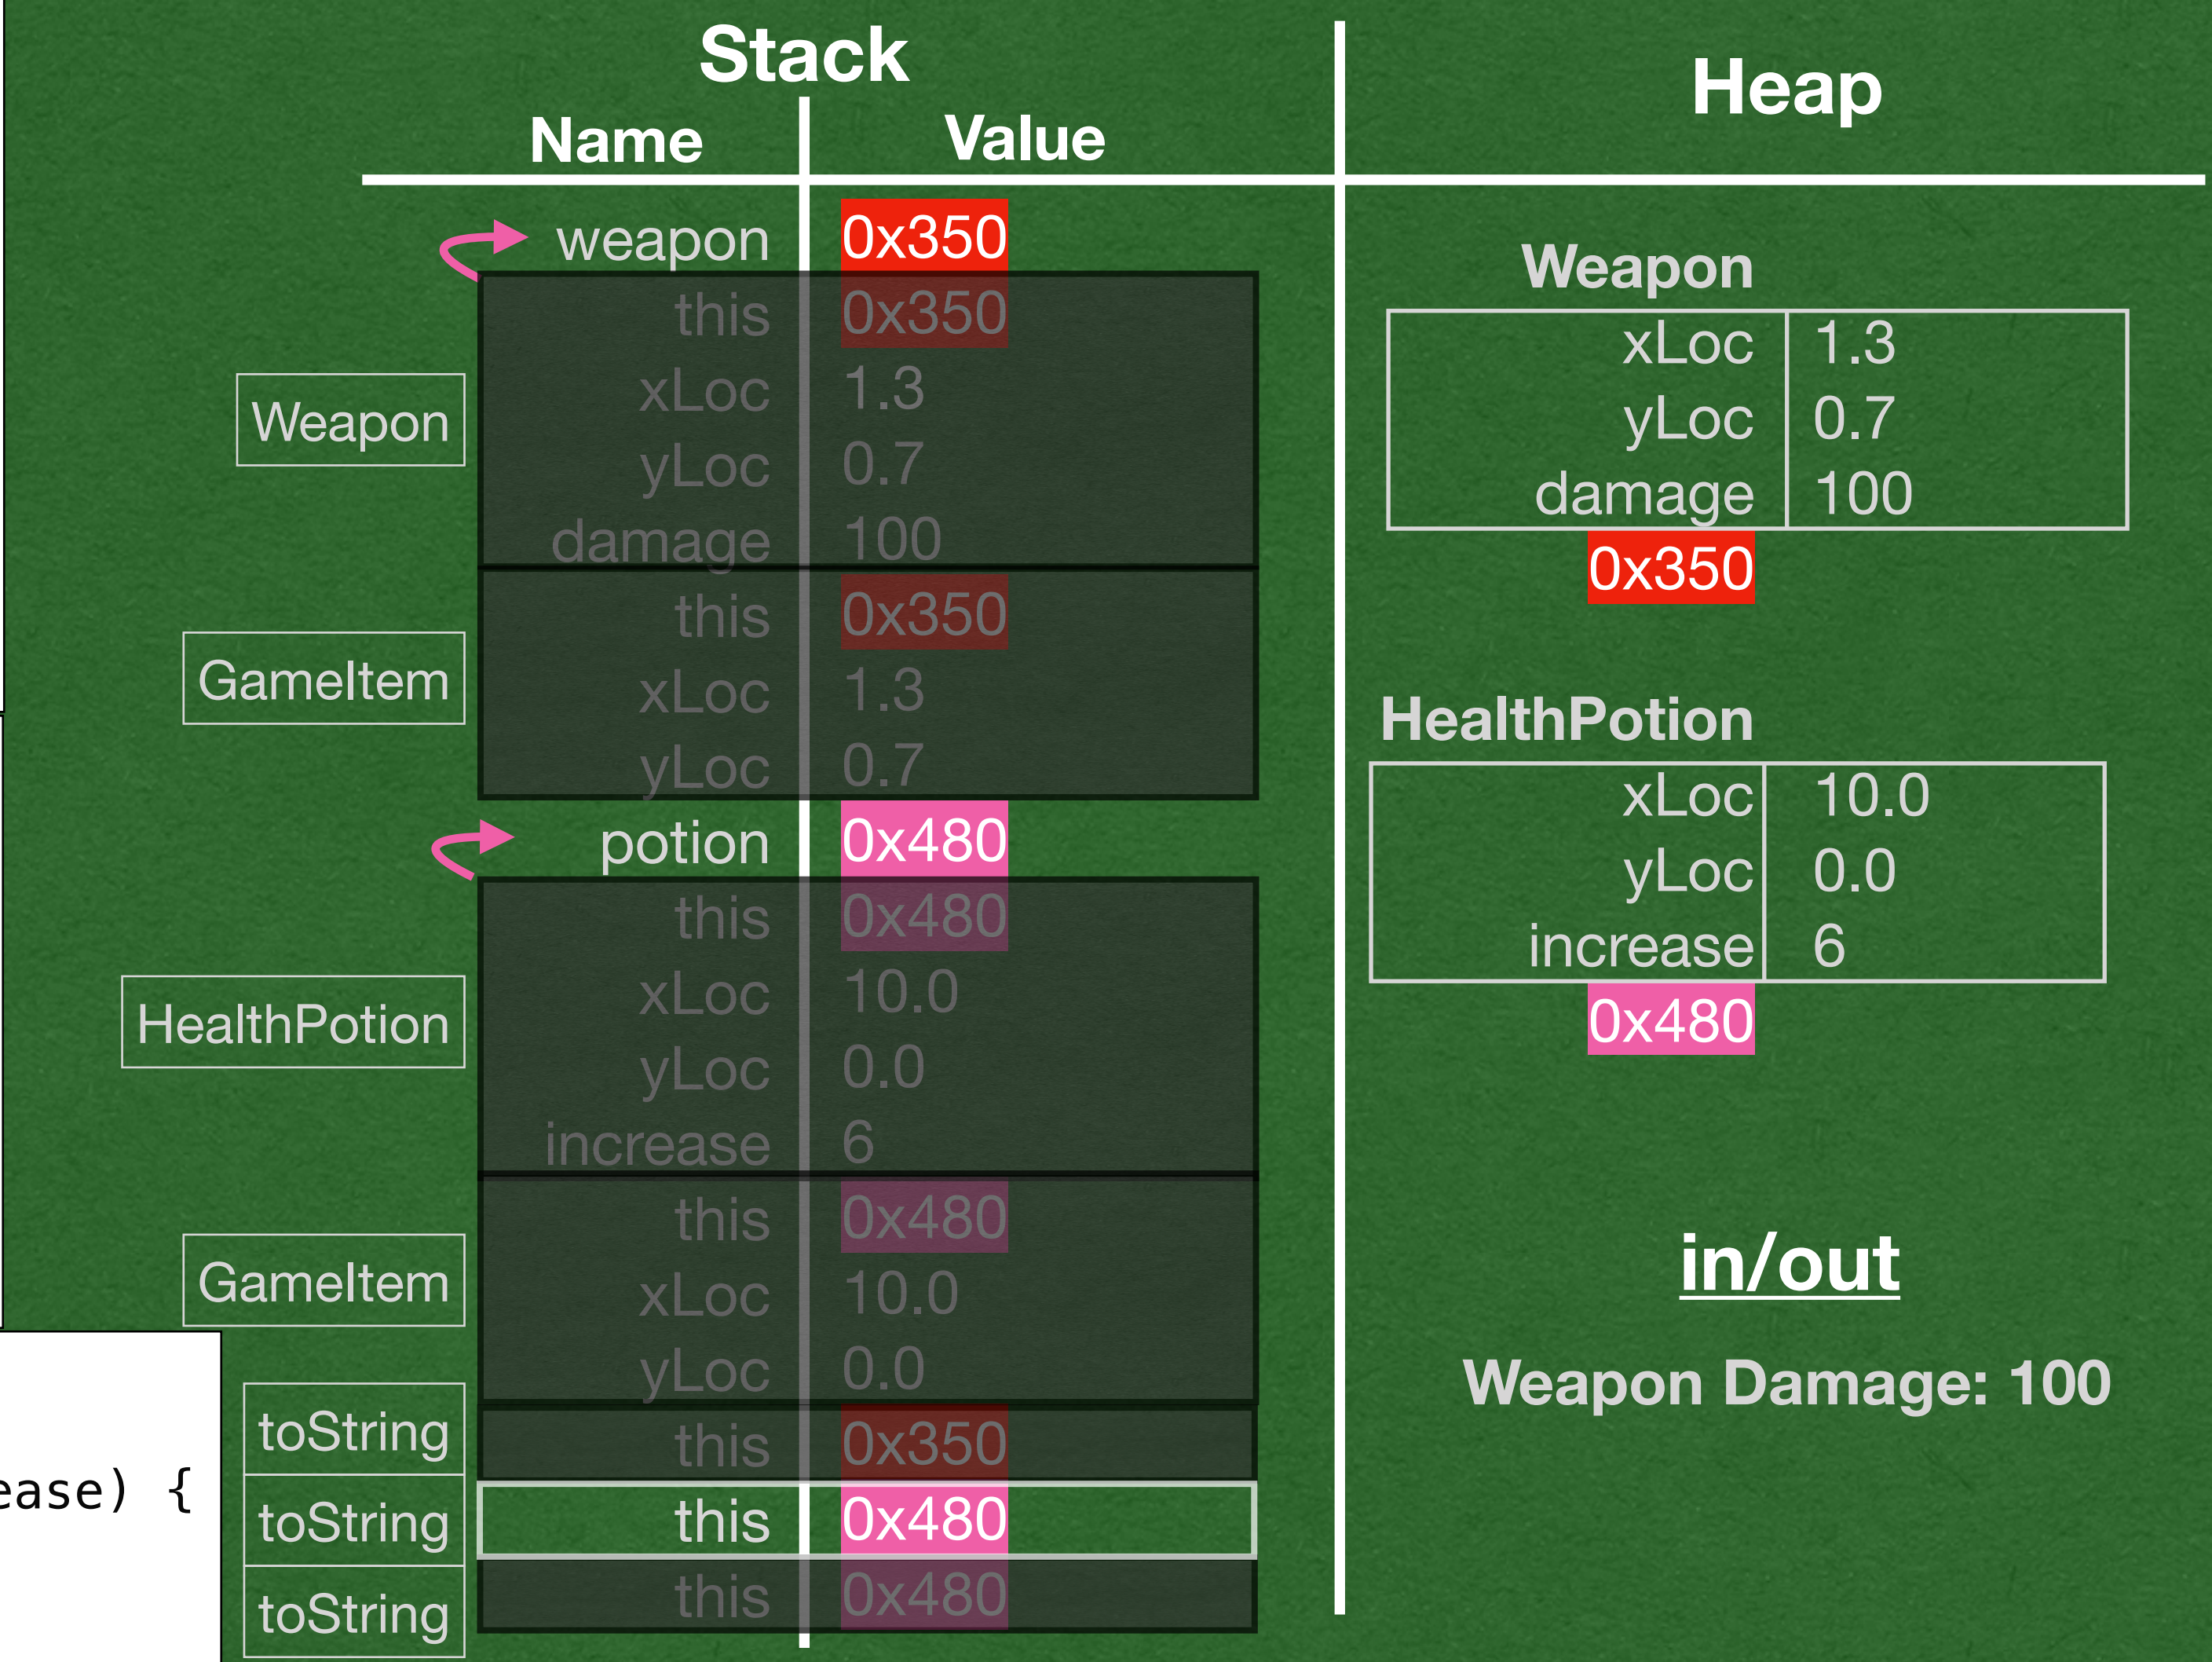 Stack
Heap
Name Value
weapon 0x350
this 0x350
xLoc 1.3
yLoc 0.7
damage 100
Weapon
this 0x350
xLoc 1.3
yLoc 0.7
GameItem
potion 0x480
this 0x480
xLoc 10.0
yLoc 0.0
increase 6
HealthPotion
this 0x480
xLoc 10.0
yLoc 0.0
GameItem
toString this 0x350
toString this 0x480
toString this 0x480
Weapon
xLoc 1.3
yLoc 0.7
damage 100
0x350
HealthPotion
xLoc 10.0
yLoc 0.0
increase 6
0x480
in/out
Weapon Damage: 100
ease) {